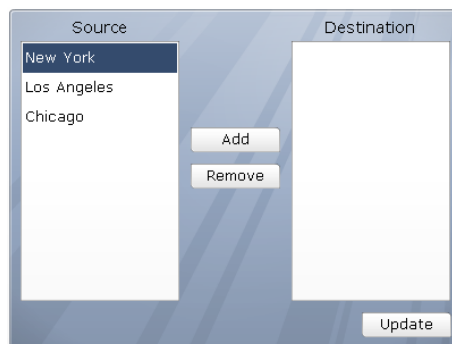 Source
Destination
New York
Los Angeles
Chicago
Add
Remove
Update